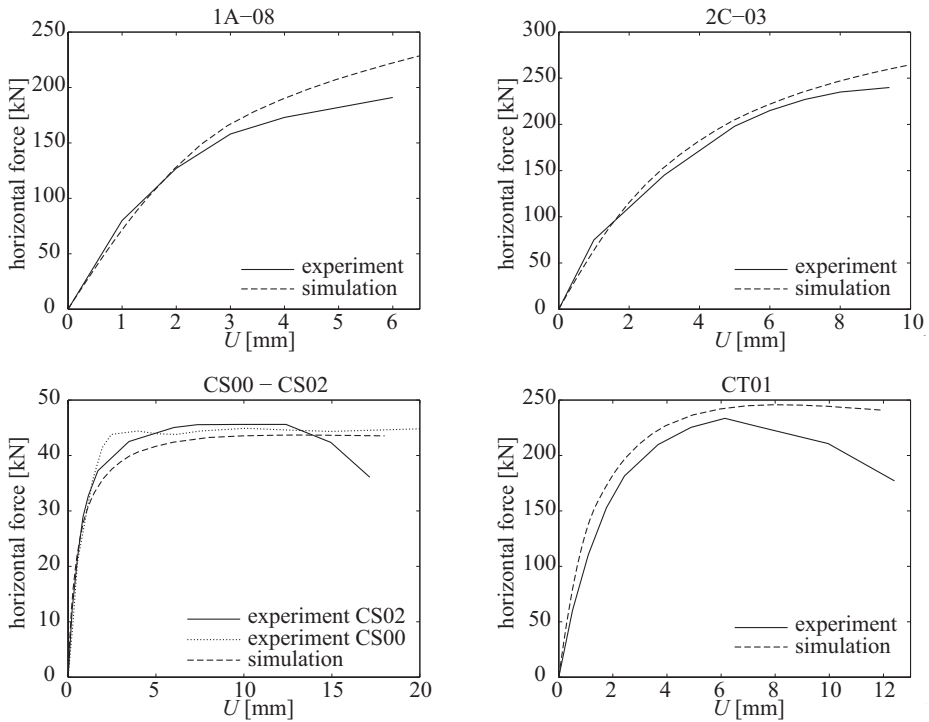 1A−08
horizontal force [kN]
250
200
150
100
50
0
0 1 2 3 4 5 6
U [mm]
experiment
simulation
2C−03
horizontal force [kN]
300
250
200
150
100
50
0
0 2 4 6 8 10
U [mm]
experiment
simulation
CS00 − CS02
horizontal force [kN]
50
40
30
20
10
0
0 5 10 15 20
U [mm]
experiment CS02
experiment CS00
simulation
CT01
horizontal force [kN]
250
200
150
100
50
0
0 2 4 6 8 10 12
U [mm]
experiment
simulation